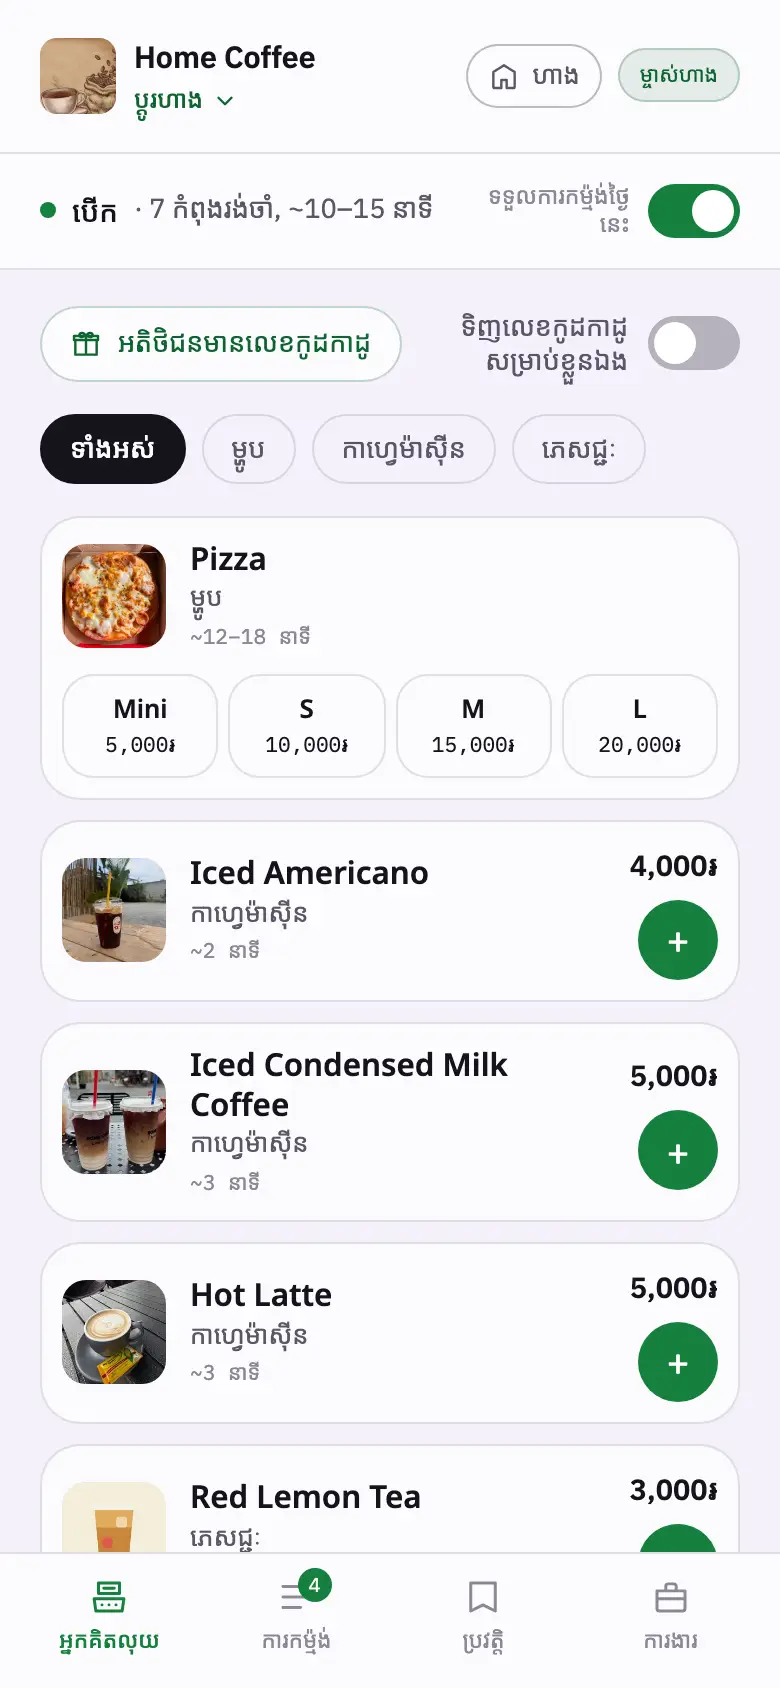 Home Coffee
ប្ដូរហាង
ហាង
ម្ចាស់ហាង
បើក · 7 កំពុងរង់ចាំ, ~10–15 នាទី
ទទួលការកម្ម៉ង់ថ្ងៃ
នេះ
អតិថិជនមានលេខកូដកាដូ
ទិញលេខកូដកាដូ
សម្រាប់ខ្លួនឯង
ទាំងអស់
ម្ហូប
កាហ្វេម៉ាស៊ីន
ភេសជ្ជៈ
Pizza
ម្ហូប
~12–18 នាទី
Mini
5,000៛
S
10,000៛
M
15,000៛
L
20,000៛
Iced Americano
កាហ្វេម៉ាស៊ីន
~2 នាទី
4,000៛
+
Iced Condensed Milk
Coffee
កាហ្វេម៉ាស៊ីន
~3 នាទី
5,000៛
+
Hot Latte
កាហ្វេម៉ាស៊ីន
~3 នាទី
5,000៛
+
Red Lemon Tea
ភេសជ្ជៈ
3,000៛
អ្នកគិតលុយ
4
ការកម្ម៉ង់
ប្រវត្តិ
ការងារ